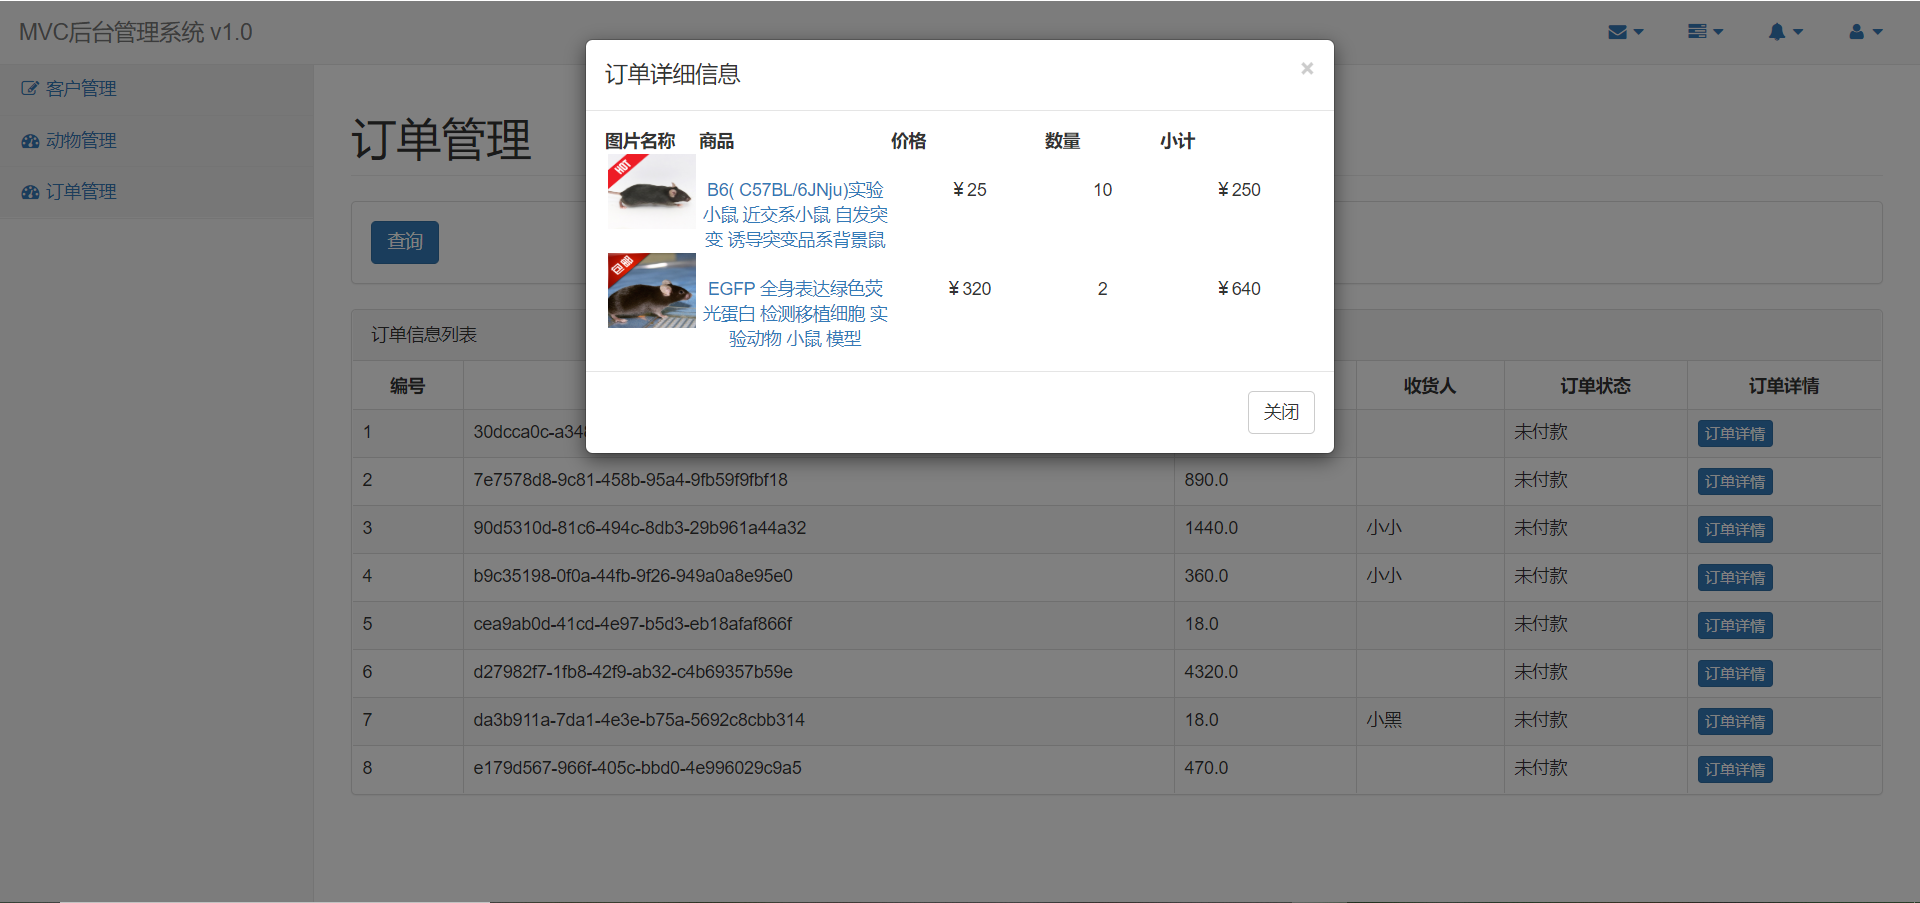 MVC后台管理系统 v1.0
客户管理
动物管理
订单管理
订单管理
查询
订单信息列表
编号 收货人 订单状态 订单详情
1 30dcca0c-a348 未付款 订单详情
2 7e7578d8-9c81-458b-95a4-9fb59f9fbf18 890.0 未付款 订单详情
3 90d5310d-81c6-494c-8db3-29b961a44a32 1440.0 小小 未付款 订单详情
4 b9c35198-0f0a-44fb-9f26-949a0a8e95e0 360.0 小小 未付款 订单详情
5 cea9ab0d-41cd-4e97-b5d3-eb18afaf866f 18.0 未付款 订单详情
6 d27982f7-1fb8-42f9-ab32-c4b69357b59e 4320.0 未付款 订单详情
7 da3b911a-7da1-4e3e-b75a-5692c8cbb314 18.0 小黑 未付款 订单详情
8 e179d567-966f-405c-bbd0-4e996029c9a5 470.0 未付款 订单详情
订单详细信息 ×
图片名称 商品 价格 数量 小计
HOT
B6( C57BL/6JNju)实验 ¥25 10 ¥250
小鼠 近交系小鼠 自发突
变 诱导突变品系背景鼠
包邮
EGFP 全身表达绿色荧 ¥320 2 ¥640
光蛋白 检测移植细胞 实
验动物 小鼠 模型
关闭